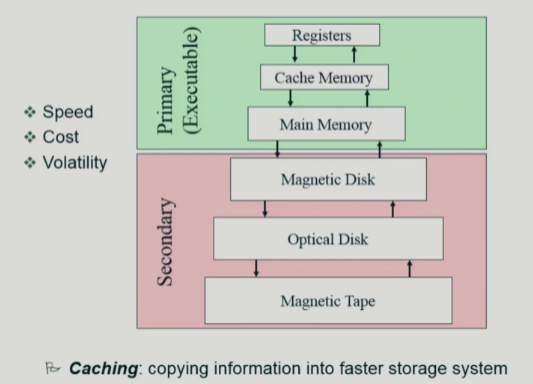 Speed
Cost
Volatility
Primary
(Executable)
Registers
Cache Memory
Main Memory
Secondary
Magnetic Disk
Optical Disk
Magnetic Tape
Caching: copying information into faster storage system